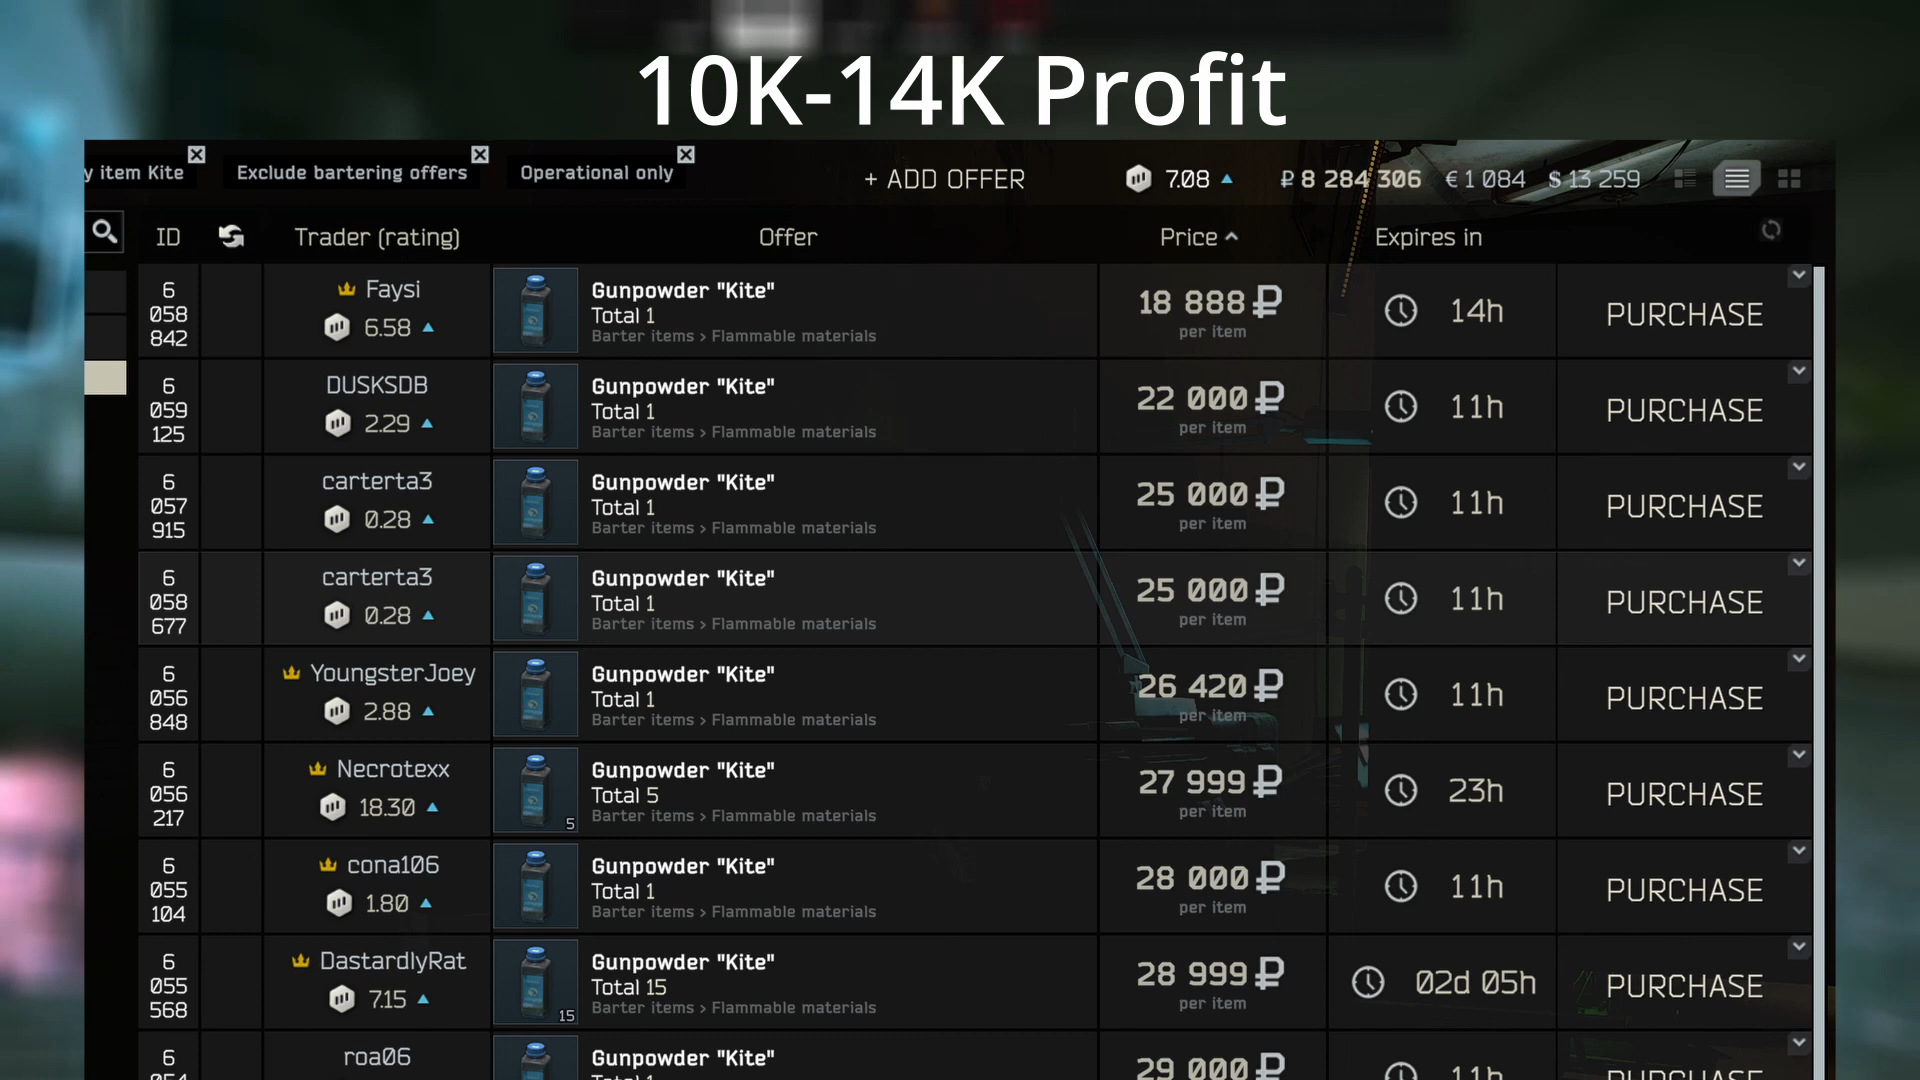 10K-14K Profit
y item Kite
Exclude bartering offers
Operational only
+ ADD OFFER
7.08
₽ 8 284 306
€ 1 084
$ 13 259
ID
Trader (rating)
Offer
Price
Expires in
6
058
842
Faysi
6.58
Gunpowder "Kite"
Total 1
Barter items > Flammable materials
18 888 ₽
per item
14h
PURCHASE
6
059
125
DUSKSDB
2.29
Gunpowder "Kite"
Total 1
Barter items > Flammable materials
22 000 ₽
per item
11h
PURCHASE
6
057
915
carterta3
0.28
Gunpowder "Kite"
Total 1
Barter items > Flammable materials
25 000 ₽
per item
11h
PURCHASE
6
058
677
carterta3
0.28
Gunpowder "Kite"
Total 1
Barter items > Flammable materials
25 000 ₽
per item
11h
PURCHASE
6
056
848
YoungsterJoey
2.88
Gunpowder "Kite"
Total 1
Barter items > Flammable materials
26 420 ₽
per item
11h
PURCHASE
6
056
217
Necrotexx
18.30
5
Gunpowder "Kite"
Total 5
Barter items > Flammable materials
27 999 ₽
per item
23h
PURCHASE
6
055
104
cona106
1.80
Gunpowder "Kite"
Total 1
Barter items > Flammable materials
28 000 ₽
per item
11h
PURCHASE
6
055
568
DastardlyRat
7.15
15
Gunpowder "Kite"
Total 15
Barter items > Flammable materials
28 999 ₽
per item
02d 05h
PURCHASE
6
054
roa06
Gunpowder "Kite"
Total 1
29 000 ₽
11h
PURCHASE